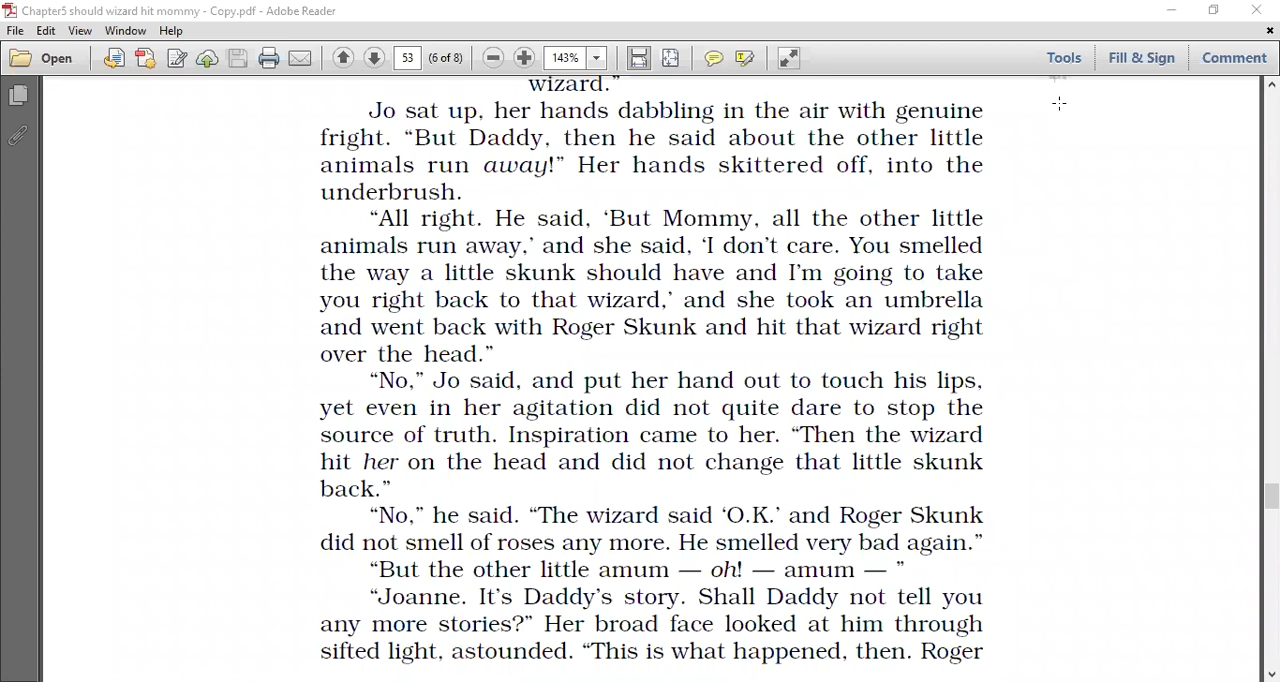 Chapter5 should wizard hit mommy - Copy.pdf - Adobe Reader
File Edit View Window Help
Open 53 (6 of 8) 143% Tools Fill & Sign Comment
wizard.”
Jo sat up, her hands dabbling in the air with genuine
fright. “But Daddy, then he said about the other little
animals run away!” Her hands skittered off, into the
underbrush.
“All right. He said, ‘But Mommy, all the other little
animals run away,’ and she said, ‘I don’t care. You smelled
the way a little skunk should have and I’m going to take
you right back to that wizard,’ and she took an umbrella
and went back with Roger Skunk and hit that wizard right
over the head.”
“No,” Jo said, and put her hand out to touch his lips,
yet even in her agitation did not quite dare to stop the
source of truth. Inspiration came to her. “Then the wizard
hit her on the head and did not change that little skunk
back.”
“No,” he said. “The wizard said ‘O.K.’ and Roger Skunk
did not smell of roses any more. He smelled very bad again.”
“But the other little amum — oh! — amum — ”
“Joanne. It’s Daddy’s story. Shall Daddy not tell you
any more stories?” Her broad face looked at him through
sifted light, astounded. “This is what happened, then. Roger